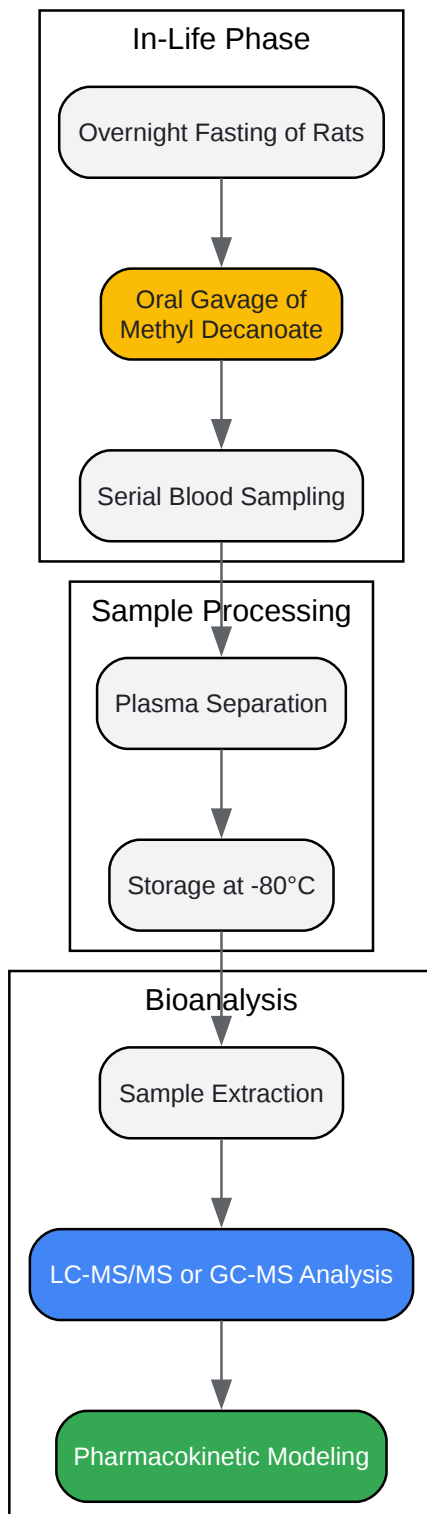 In-Life Phase
Overnight Fasting of Rats
Oral Gavage of
Methyl Decanoate
Serial Blood Sampling
Sample Processing
Plasma Separation
Storage at -80°C
Bioanalysis
Sample Extraction
LC-MS/MS or GC-MS Analysis
Pharmacokinetic Modeling